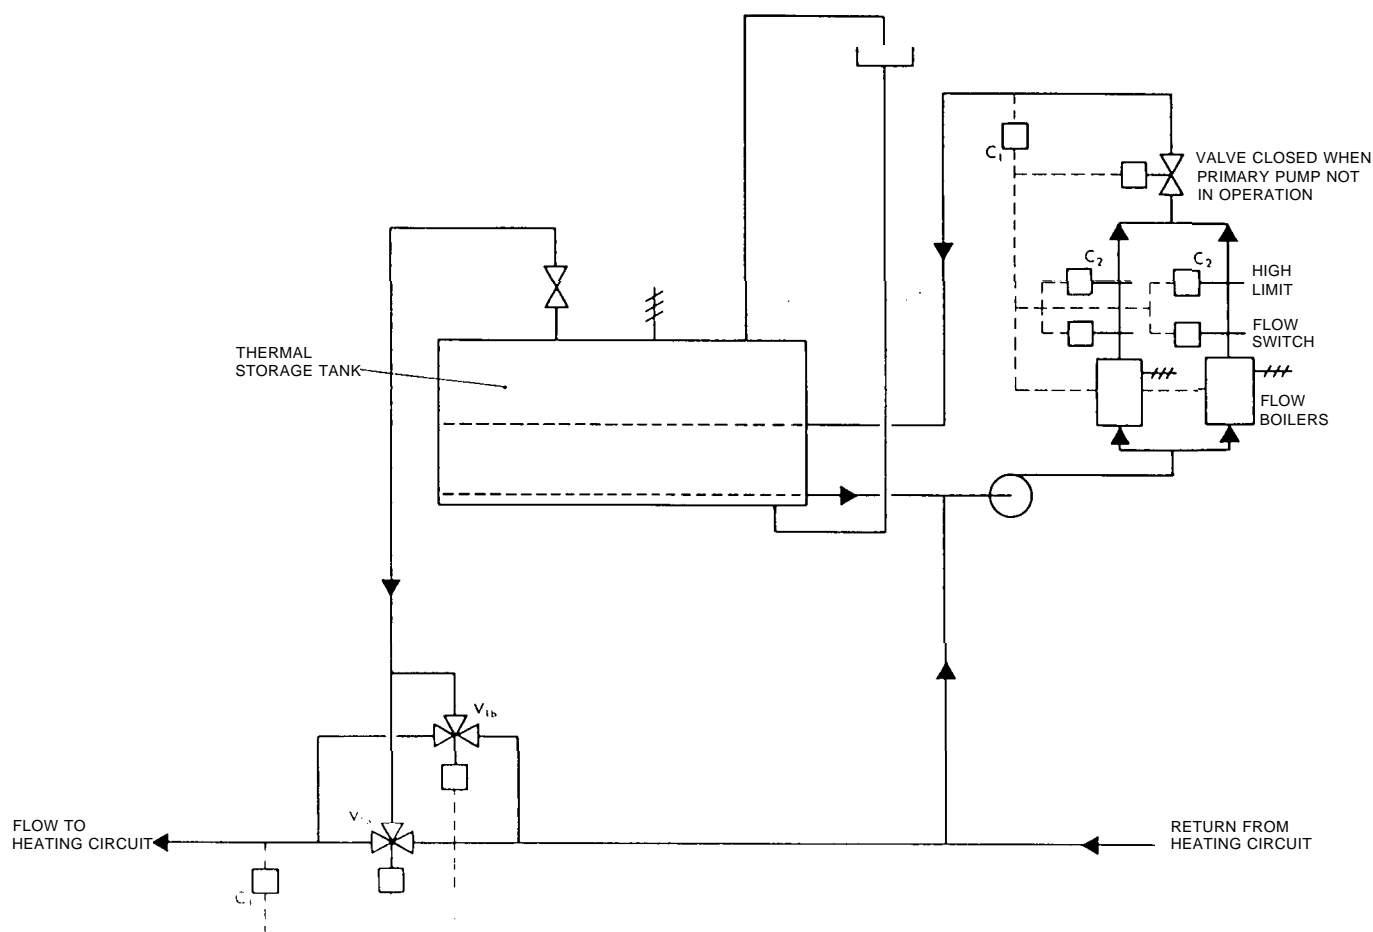 C₁
VALVE CLOSED WHEN
PRIMARY PUMP NOT
IN OPERATION
C₂
C₂
HIGH
LIMIT
FLOW
SWITCH
THERMAL
STORAGE TANK
FLOW
BOILERS
V₁b
FLOW TO
HEATING CIRCUIT
RETURN FROM
HEATING CIRCUIT